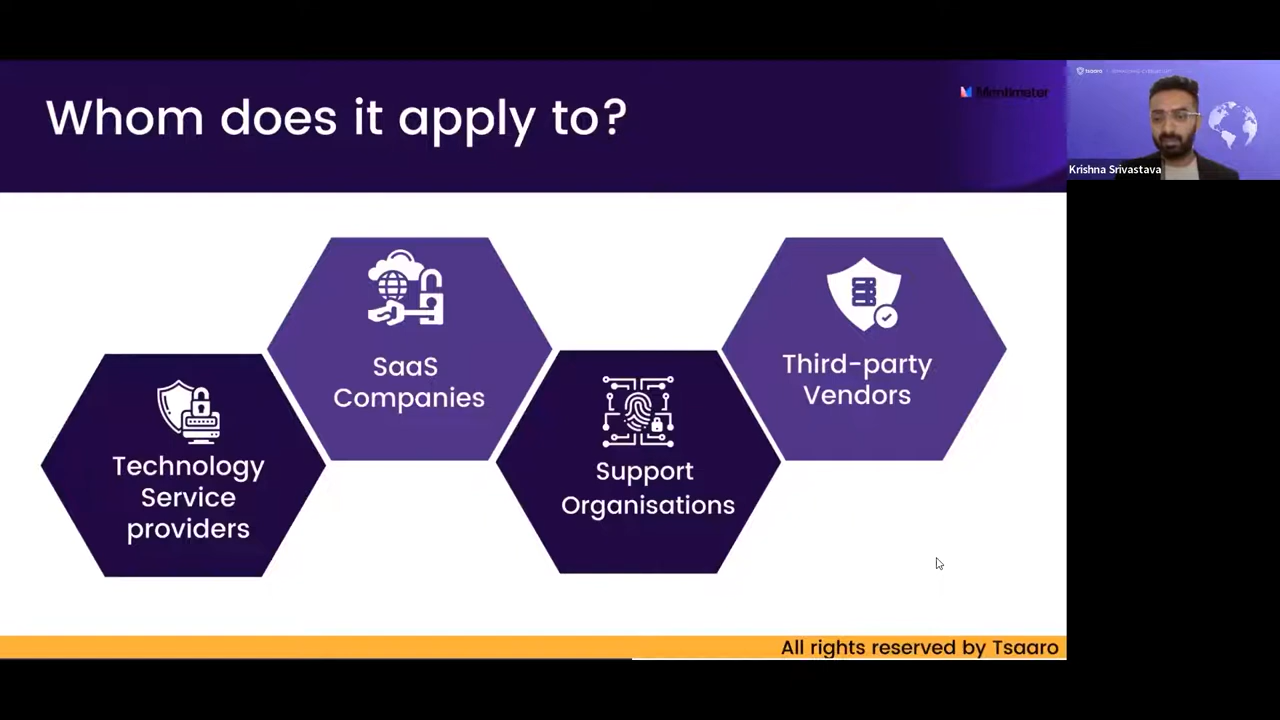 Whom does it apply to?
Mentimeter
tsaaro
Krishna Srivastava
SaaS
Companies
Third-party
Vendors
Technology
Service
providers
Support
Organisations
All rights reserved by Tsaaro